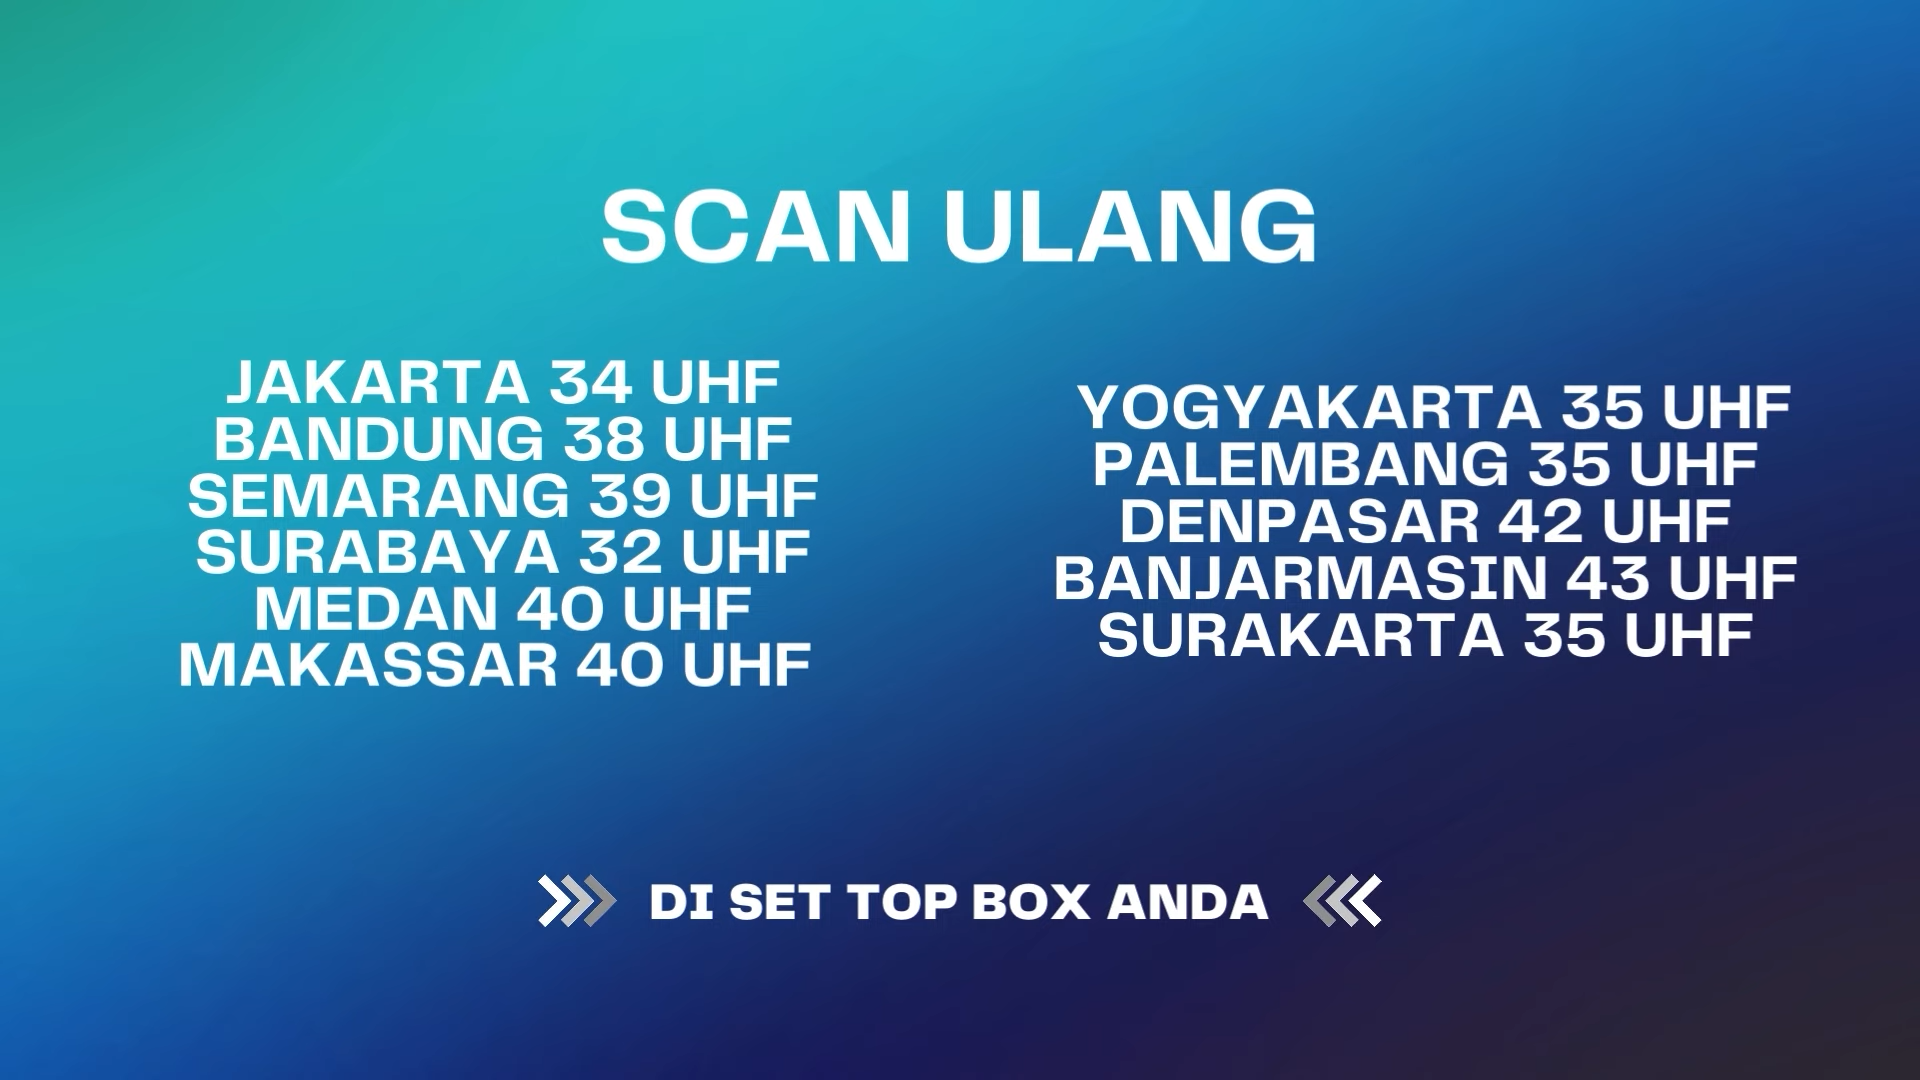 SCAN ULANG
JAKARTA 34 UHF
BANDUNG 38 UHF
SEMARANG 39 UHF
SURABAYA 32 UHF
MEDAN 40 UHF
MAKASSAR 40 UHF
YOGYAKARTA 35 UHF
PALEMBANG 35 UHF
DENPASAR 42 UHF
BANJARMASIN 43 UHF
SURAKARTA 35 UHF
DI SET TOP BOX ANDA